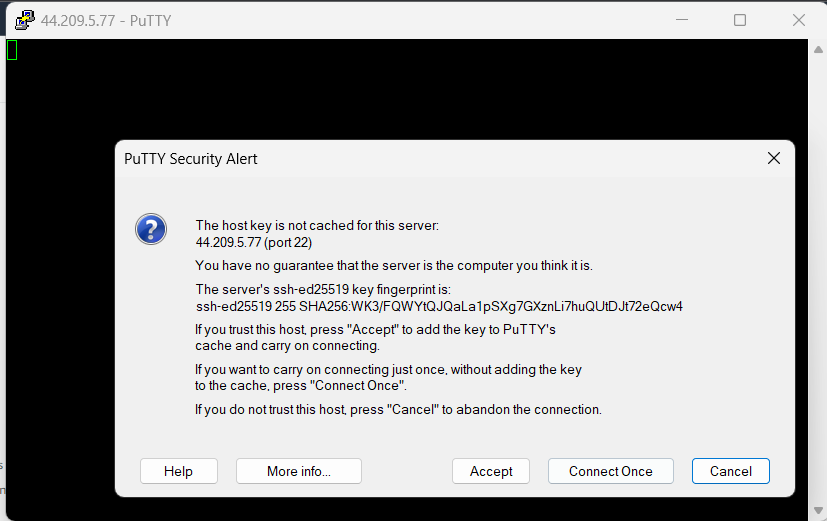 44.209.5.77 - PuTTY
PuTTY Security Alert
The host key is not cached for this server:
44.209.5.77 (port 22)
You have no guarantee that the server is the computer you think it is.
The server's ssh-ed25519 key fingerprint is:
ssh-ed25519 255 SHA256:WK3/FQWYtQJQaLa1pSXg7GXznLi7huQUtDJt72eQcw4
If you trust this host, press "Accept" to add the key to PuTTY's
cache and carry on connecting.
If you want to carry on connecting just once, without adding the key
to the cache, press "Connect Once".
If you do not trust this host, press "Cancel" to abandon the connection.
Help More info... Accept Connect Once Cancel